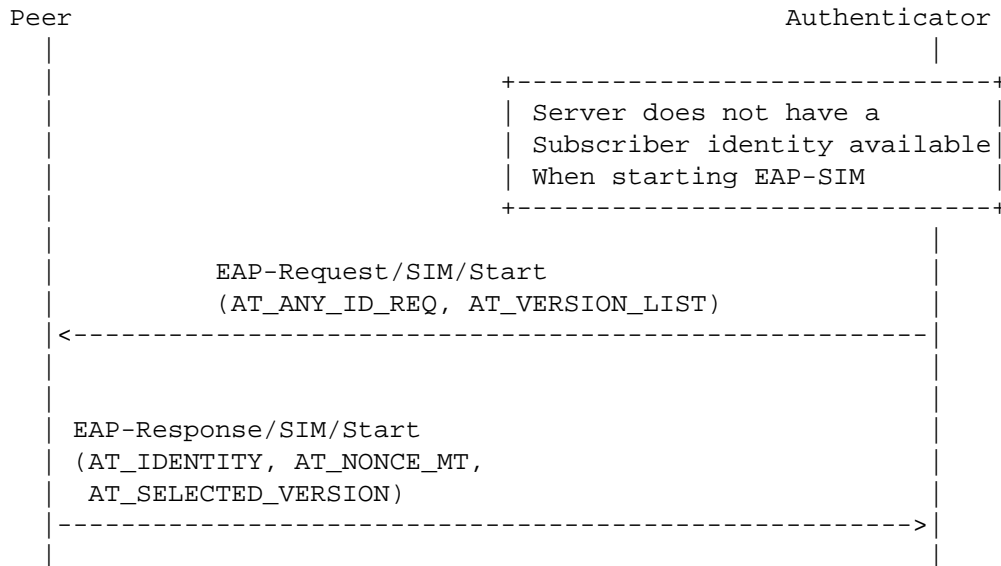 Peer Authenticator
Server does not have a
Subscriber identity available
When starting EAP-SIM
EAP-Request/SIM/Start
(AT_ANY_ID_REQ, AT_VERSION_LIST)
EAP-Response/SIM/Start
(AT_IDENTITY, AT_NONCE_MT,
AT_SELECTED_VERSION)